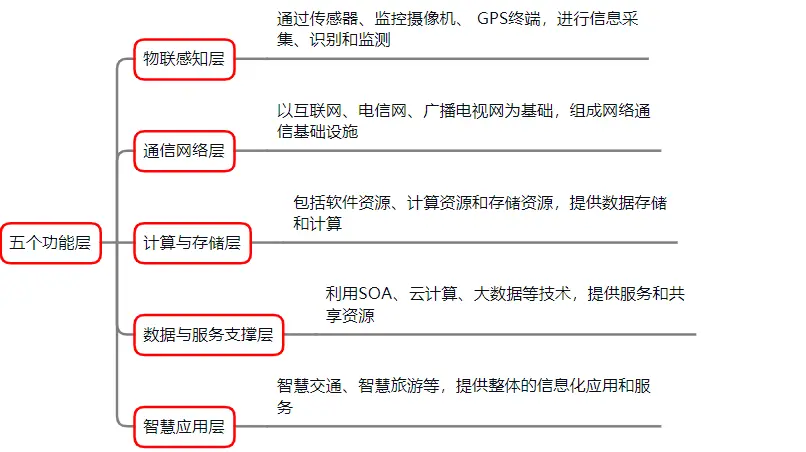 五个功能层
物联感知层
通过传感器、监控摄像机、 GPS终端，进行信息采
集、识别和监测
通信网络层
以互联网、电信网、广播电视网为基础，组成网络通
信基础设施
计算与存储层
包括软件资源、计算资源和存储资源，提供数据存储
和计算
数据与服务支撑层
利用SOA、云计算、大数据等技术，提供服务和共
享资源
智慧应用层
智慧交通、智慧旅游等，提供整体的信息化应用和服
务